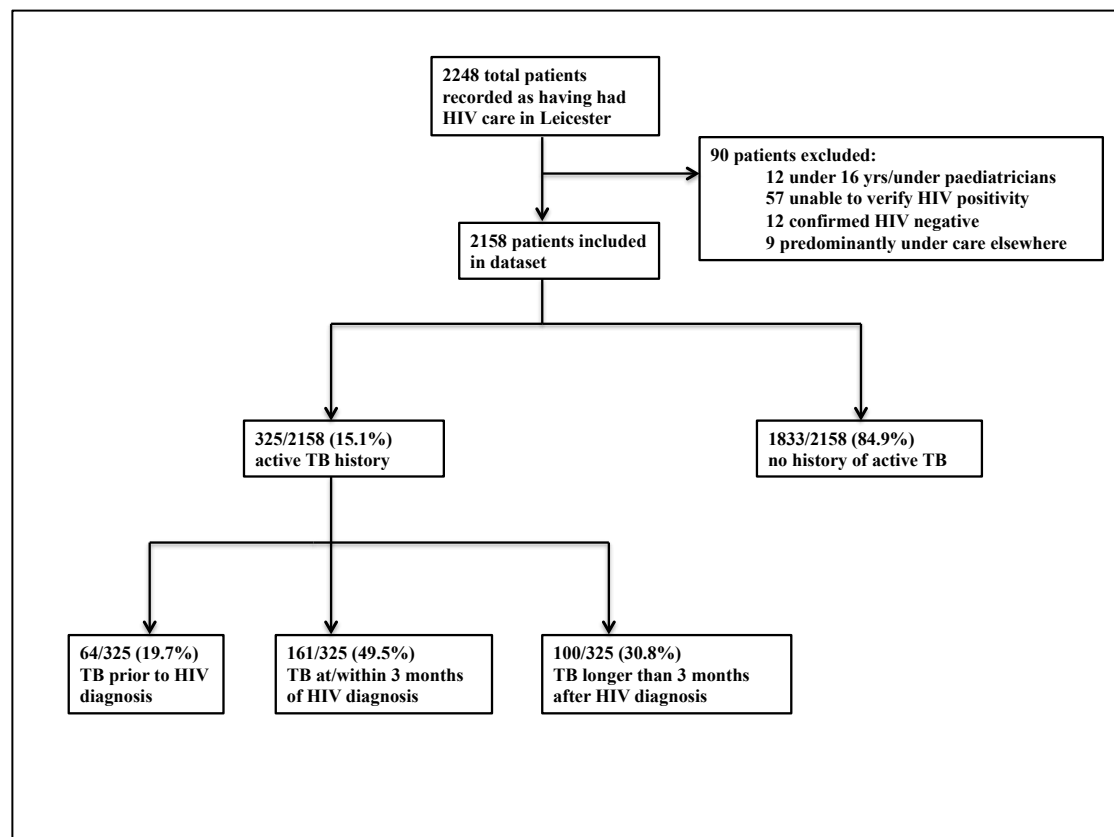 2248 total patients
recorded as having had
HIV care in Leicester
90 patients excluded:
12 under 16 yrs/under paediatricians
57 unable to verify HIV positivity
12 confirmed HIV negative
9 predominantly under care elsewhere
2158 patients included
in dataset
325/2158 (15.1%)
active TB history
1833/2158 (84.9%)
no history of active TB
64/325 (19.7%)
TB prior to HIV
diagnosis
161/325 (49.5%)
TB at/within 3 months
of HIV diagnosis
100/325 (30.8%)
TB longer than 3 months
after HIV diagnosis